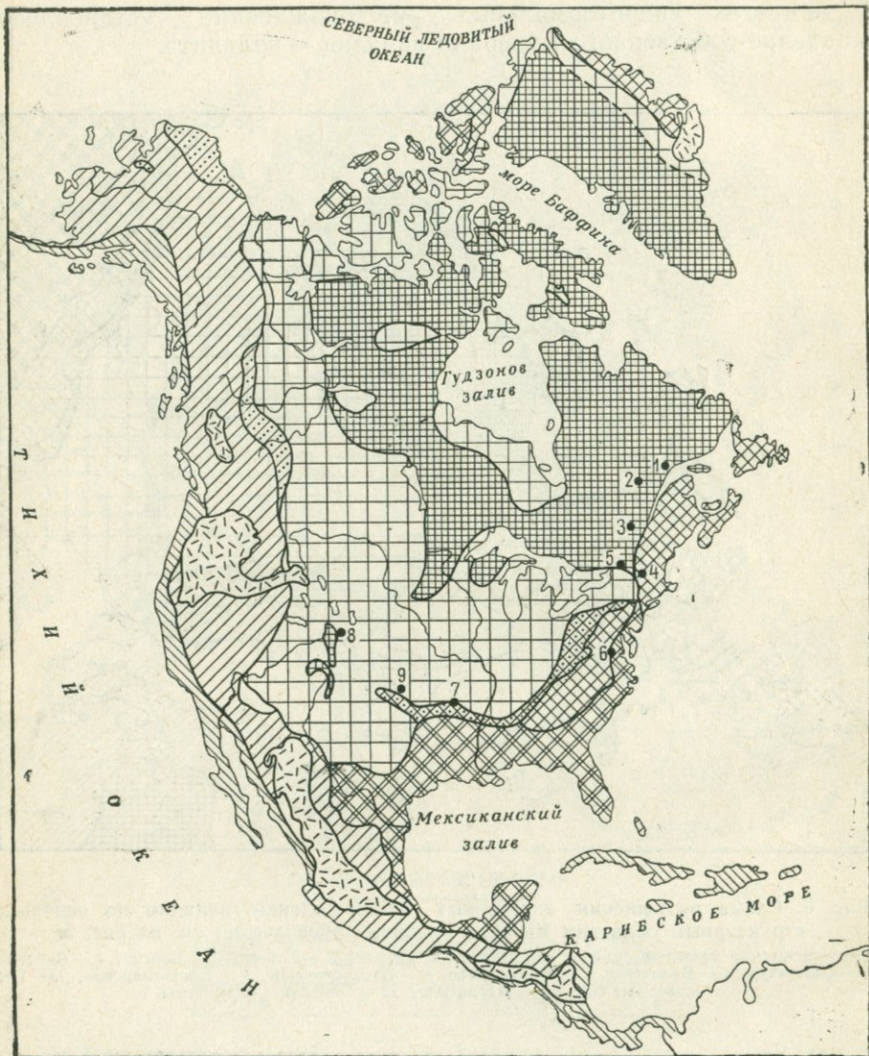 СЕВЕРНЫЙ ЛЕДОВИТЫЙ
ОКЕАН
море Баффина
Гудзонов
залив
1
2
3
5
4
8
6
9
7
ТИХИЙ ОКЕАН
Мексиканский
залив
КАРИБСКОЕ МОРЕ